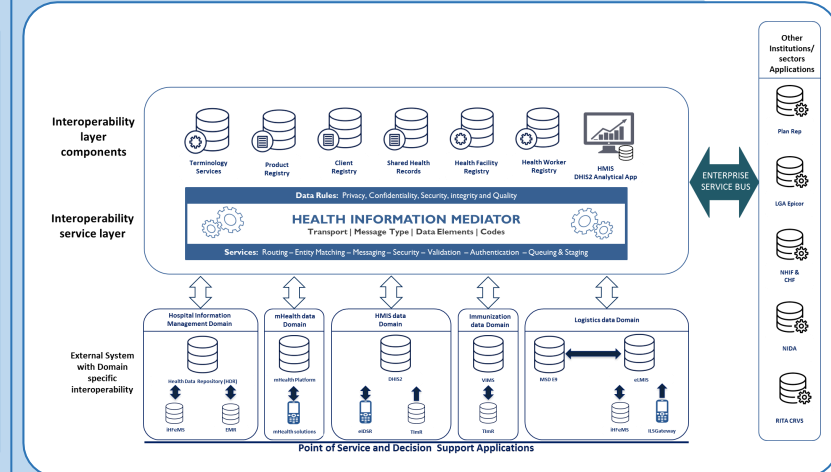 Other
Institutions/
sectors
Applications
Interoperability
layer
components
Terminology
Services
Product
Registry
Client
Registry
Shared Health
Records
Health Facility
Registry
Health Worker
Registry
HMIS
DHIS2 Analytical App
Plan Rep
ENTERPRISE
SERVICE BUS
LGA Epicor
Interoperability
service layer
Data Rules: Privacy, Confidentiality, Security, integrity and Quality
HEALTH INFORMATION MEDIATOR
Transport | Message Type | Data Elements | Codes
Services: Routing – Entity Matching – Messaging – Security – Validation – Authentication – Queuing & Staging
NHIF &
CHF
NIDA
RITA CRVS
External System
with Domain
specific
interoperability
Hospital Information
Management Domain
Health Data Repository (HDR)
iHFeMS
EMR
mHealth data
Domain
mHealth Platform
mHealth solutions
HMIS data
Domain
DHIS2
eIDSR
TImR
Immunization
data Domain
VIMS
TImR
Logistics data Domain
MSD E9
eLMIS
iHFeMS
ILSGateway
Point of Service and Decision Support Applications